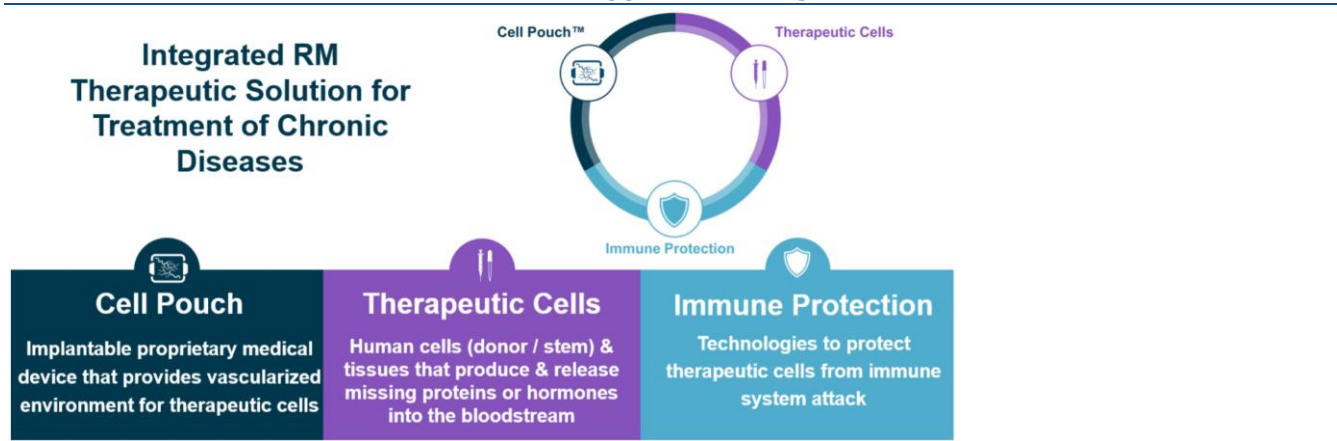 Integrated RM
Therapeutic Solution for
Treatment of Chronic
Diseases
Cell Pouch™
Therapeutic Cells
Immune Protection
Cell Pouch
Implantable proprietary medical
device that provides vascularized
environment for therapeutic cells
Therapeutic Cells
Human cells (donor / stem) &
tissues that produce & release
missing proteins or hormones
into the bloodstream
Immune Protection
Technologies to protect
therapeutic cells from immune
system attack